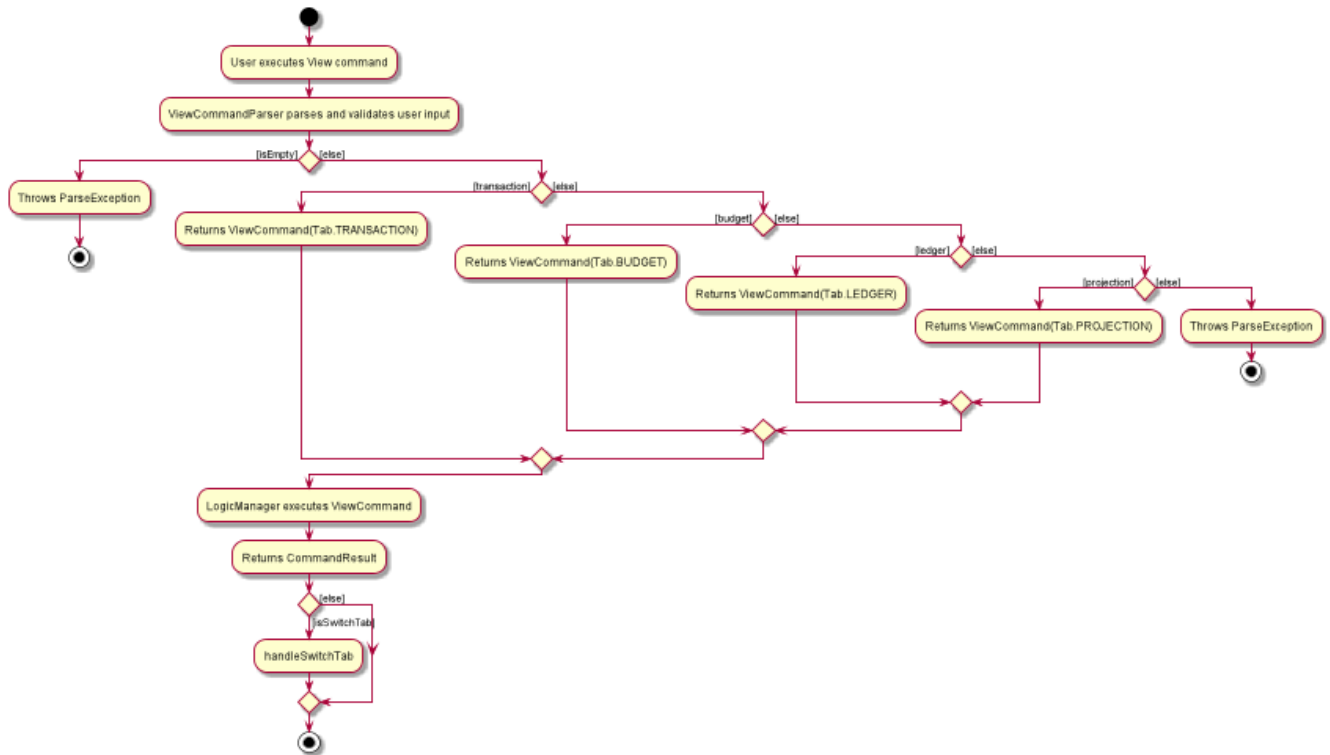 User executes View command
ViewCommandParser parses and validates user input
[isEmpty] [else]
Throws ParseException
[transaction] [else]
Returns ViewCommand(Tab.TRANSACTION)
[budget] [else]
Returns ViewCommand(Tab.BUDGET)
[ledger] [else]
Returns ViewCommand(Tab.LEDGER)
[projection] [else]
Returns ViewCommand(Tab.PROJECTION)
Throws ParseException
LogicManager executes ViewCommand
Returns CommandResult
[else]
[isSwitchTab]
handleSwitchTab